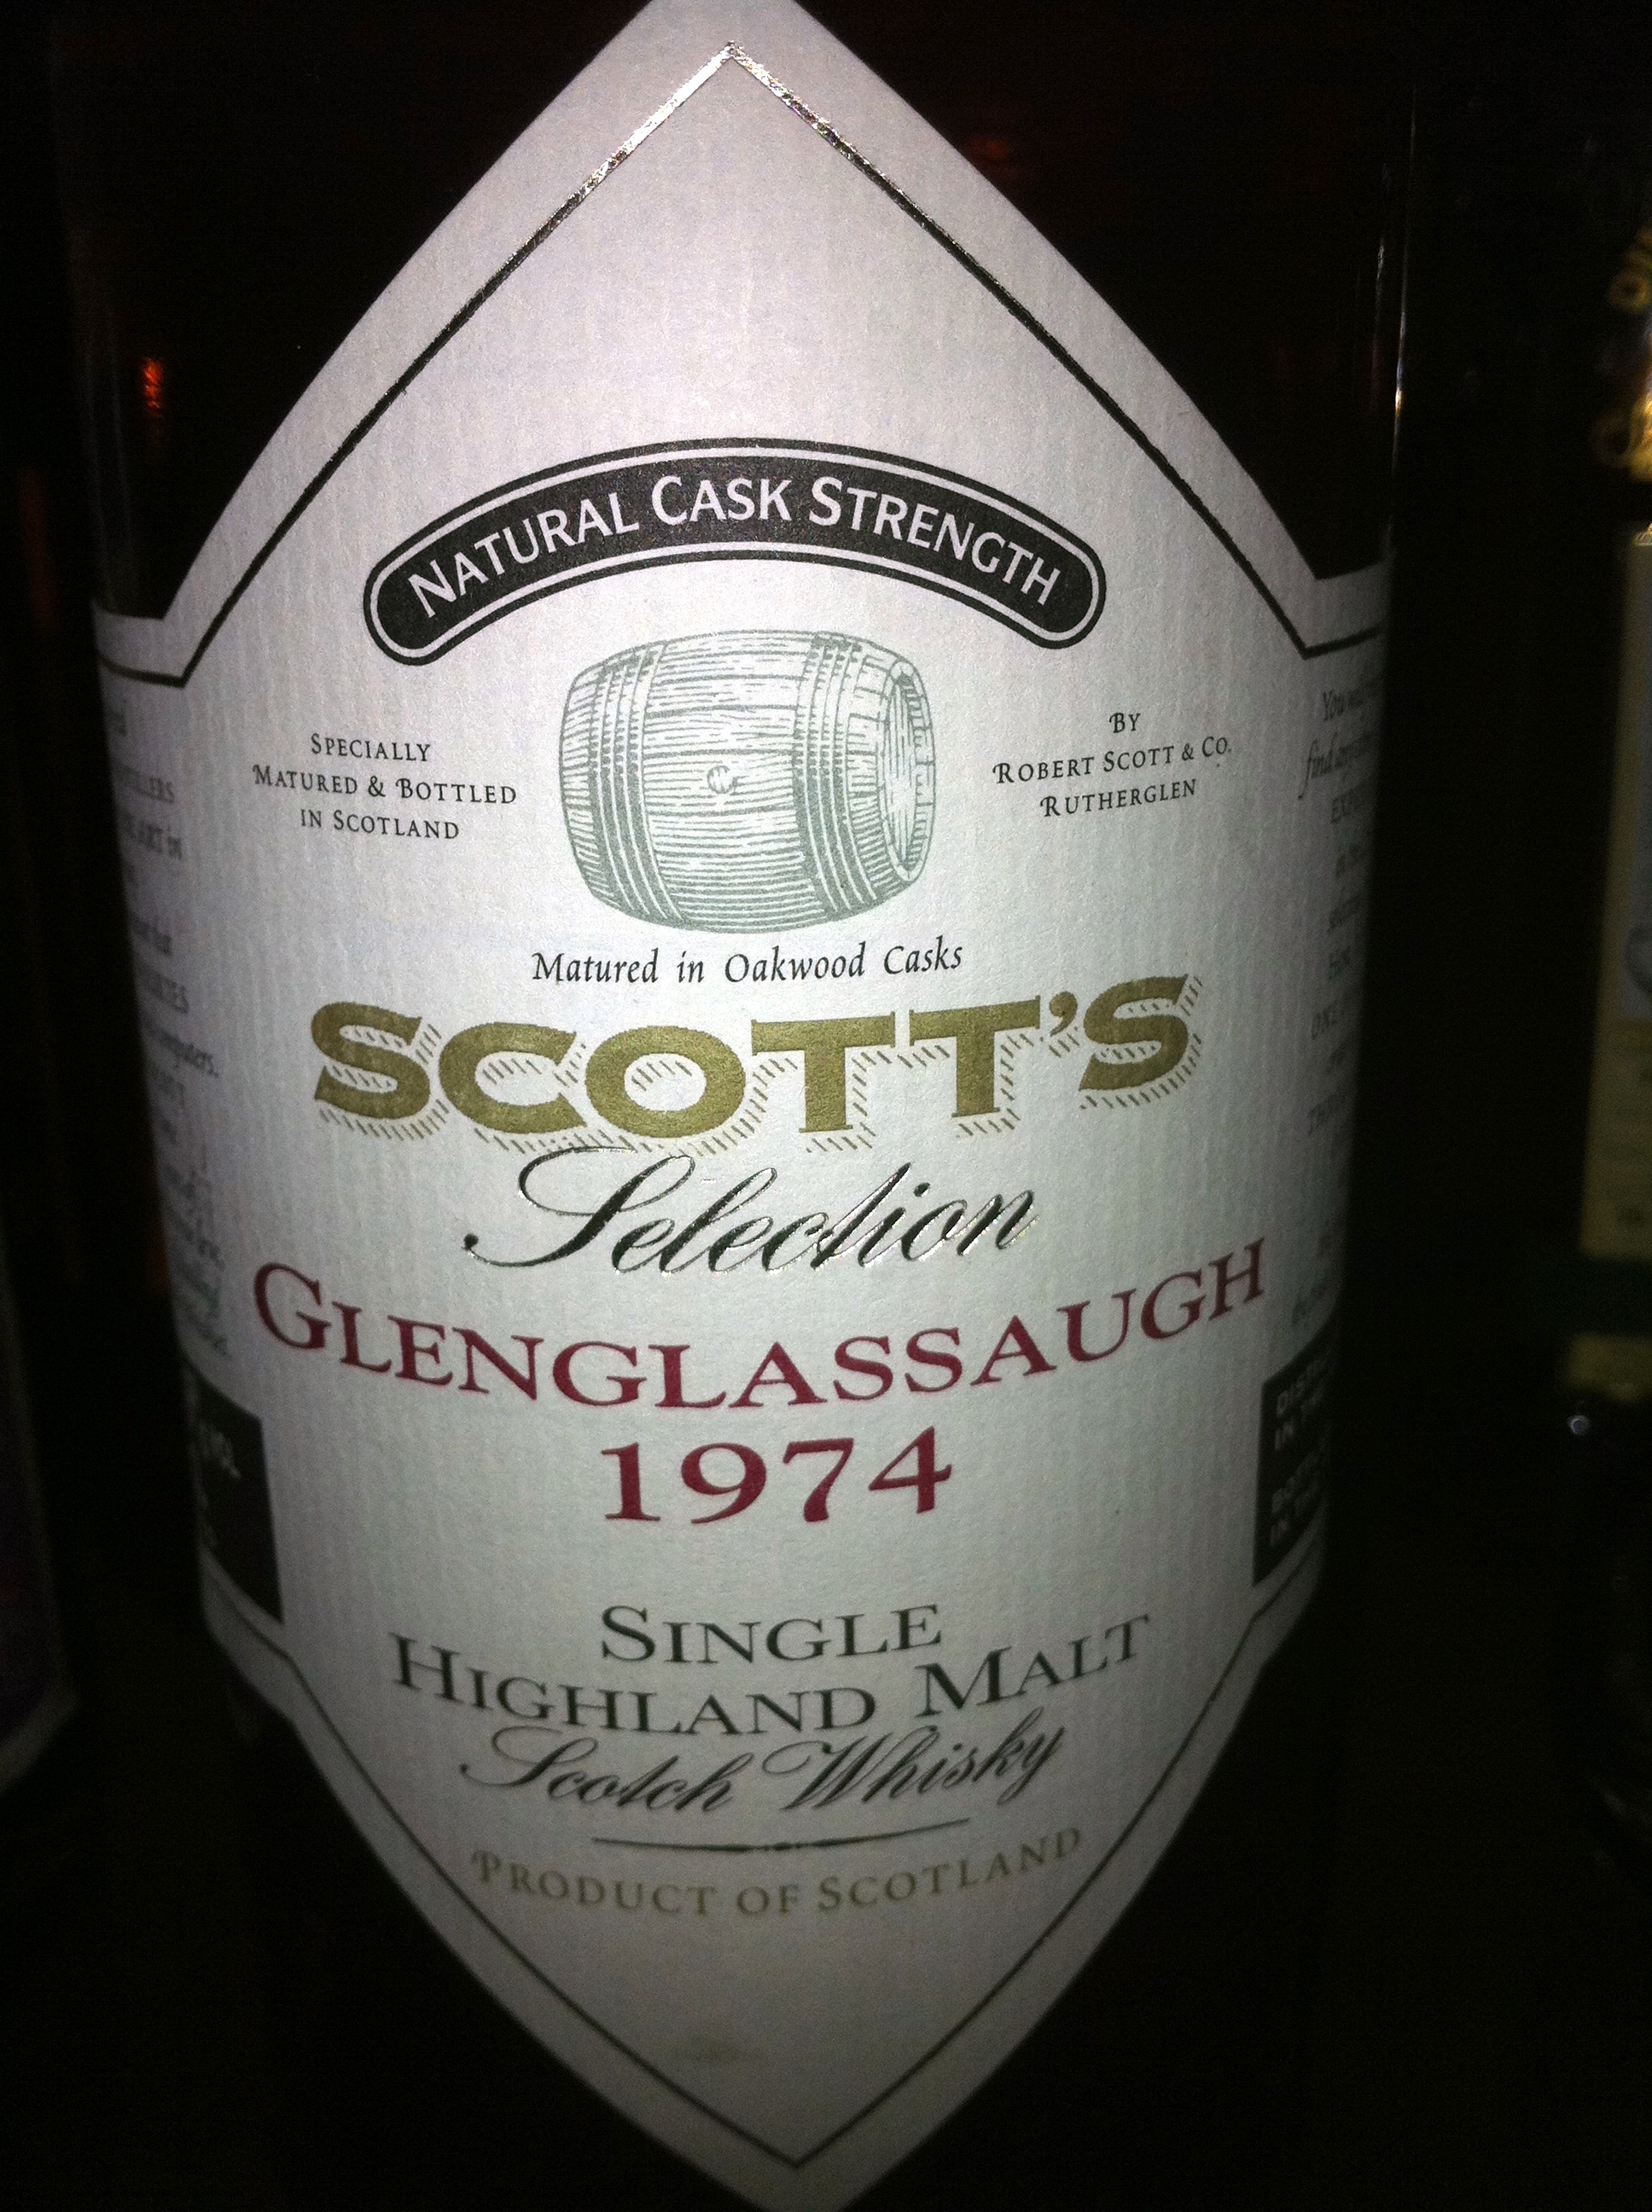 NATURAL CASK STRENGTH
SPECIALLY
MATURED & BOTTLED
IN SCOTLAND
BY
ROBERT SCOTT & CO.
RUTHERGLEN
Matured in Oakwood Casks
SCOTT'S
Selection
GLENGLASSAUGH
1974
SINGLE
HIGHLAND MALT
Scotch Whisky
PRODUCT OF SCOTLAND